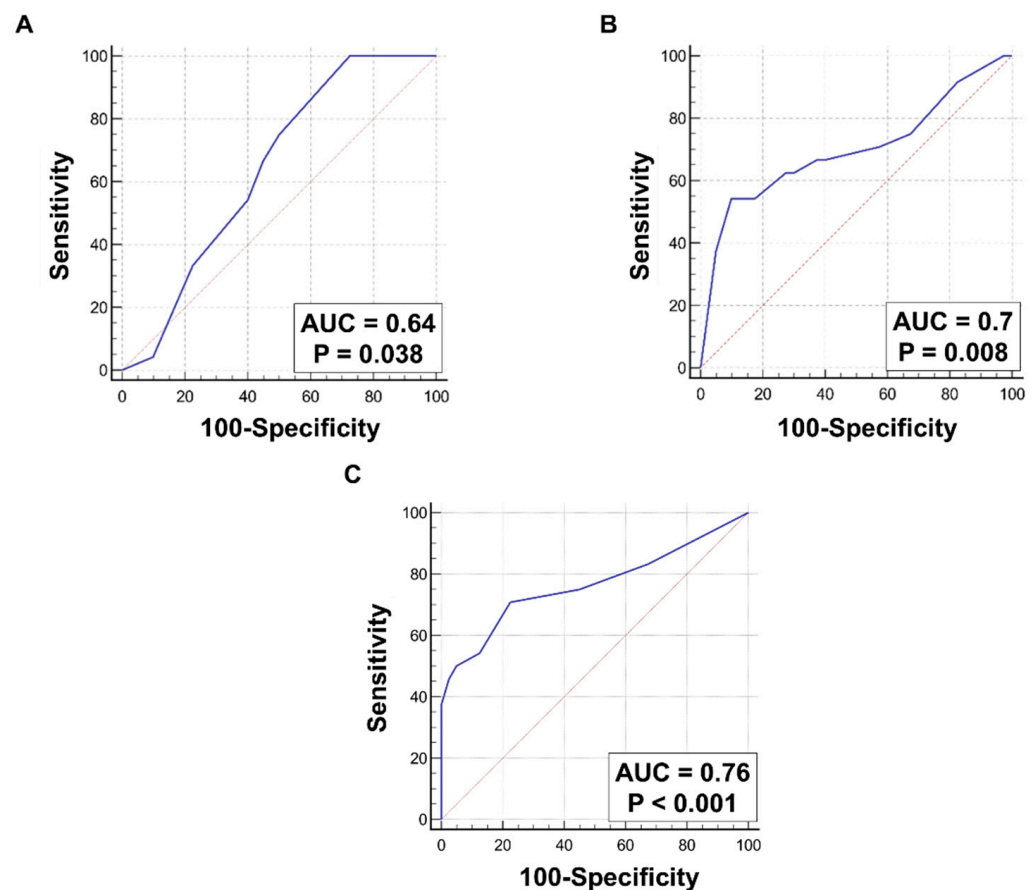 A
Sensitivity
100
80
60
40
20
0
0 20 40 60 80 100
100-Specificity
AUC = 0.64
P = 0.038
B
Sensitivity
100
80
60
40
20
0
0 20 40 60 80 100
100-Specificity
AUC = 0.7
P = 0.008
C
Sensitivity
100
80
60
40
20
0
0 20 40 60 80 100
100-Specificity
AUC = 0.76
P < 0.001